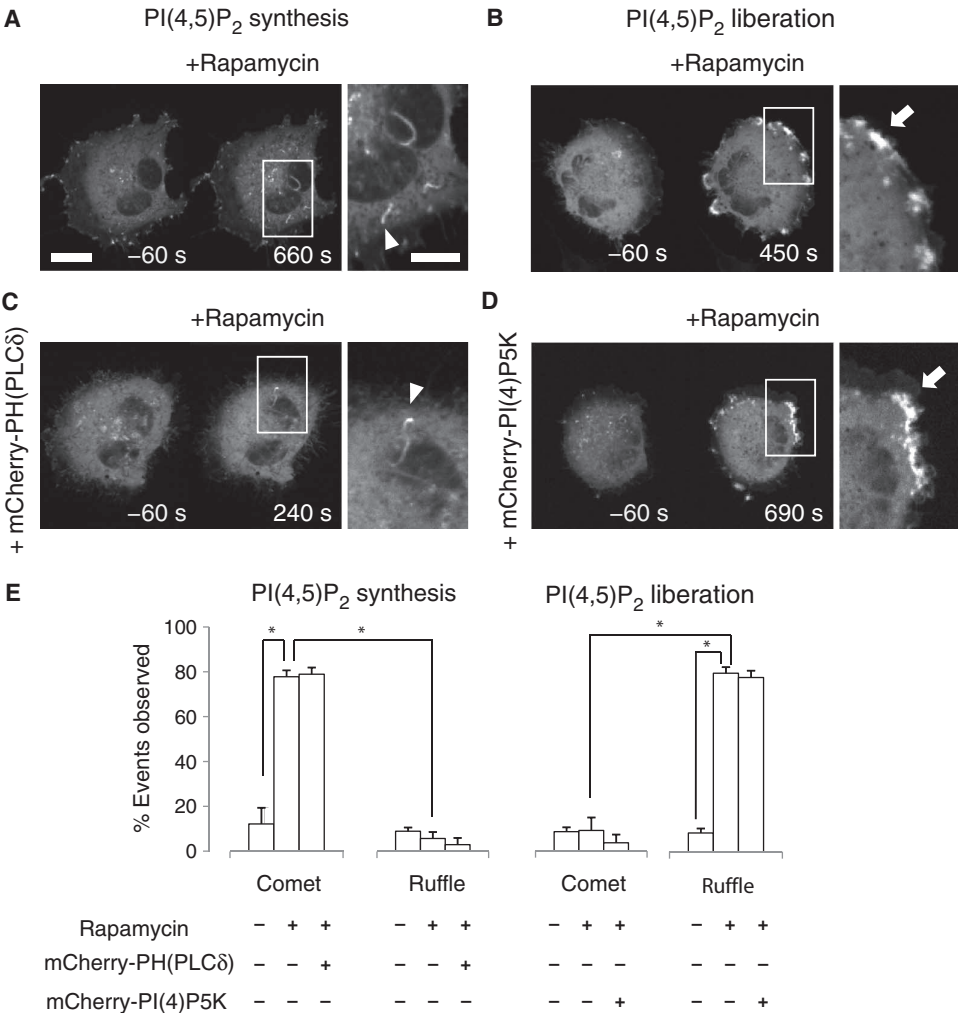 A PI(4,5)P2 synthesis
+Rapamycin
−60 s 660 s
B PI(4,5)P2 liberation
+Rapamycin
−60 s 450 s
C
+ mCherry-PH(PLCδ)
+Rapamycin
−60 s 240 s
D
+ mCherry-PI(4)P5K
+Rapamycin
−60 s 690 s
E PI(4,5)P2 synthesis PI(4,5)P2 liberation
% Events observed
100
80
60
40
20
0
* * * *
Comet Ruffle Comet Ruffle
Rapamycin − + + − + + − + + − + +
mCherry-PH(PLCδ) − − + − − + − − − − − −
mCherry-PI(4)P5K − − − − − − − − + − − +